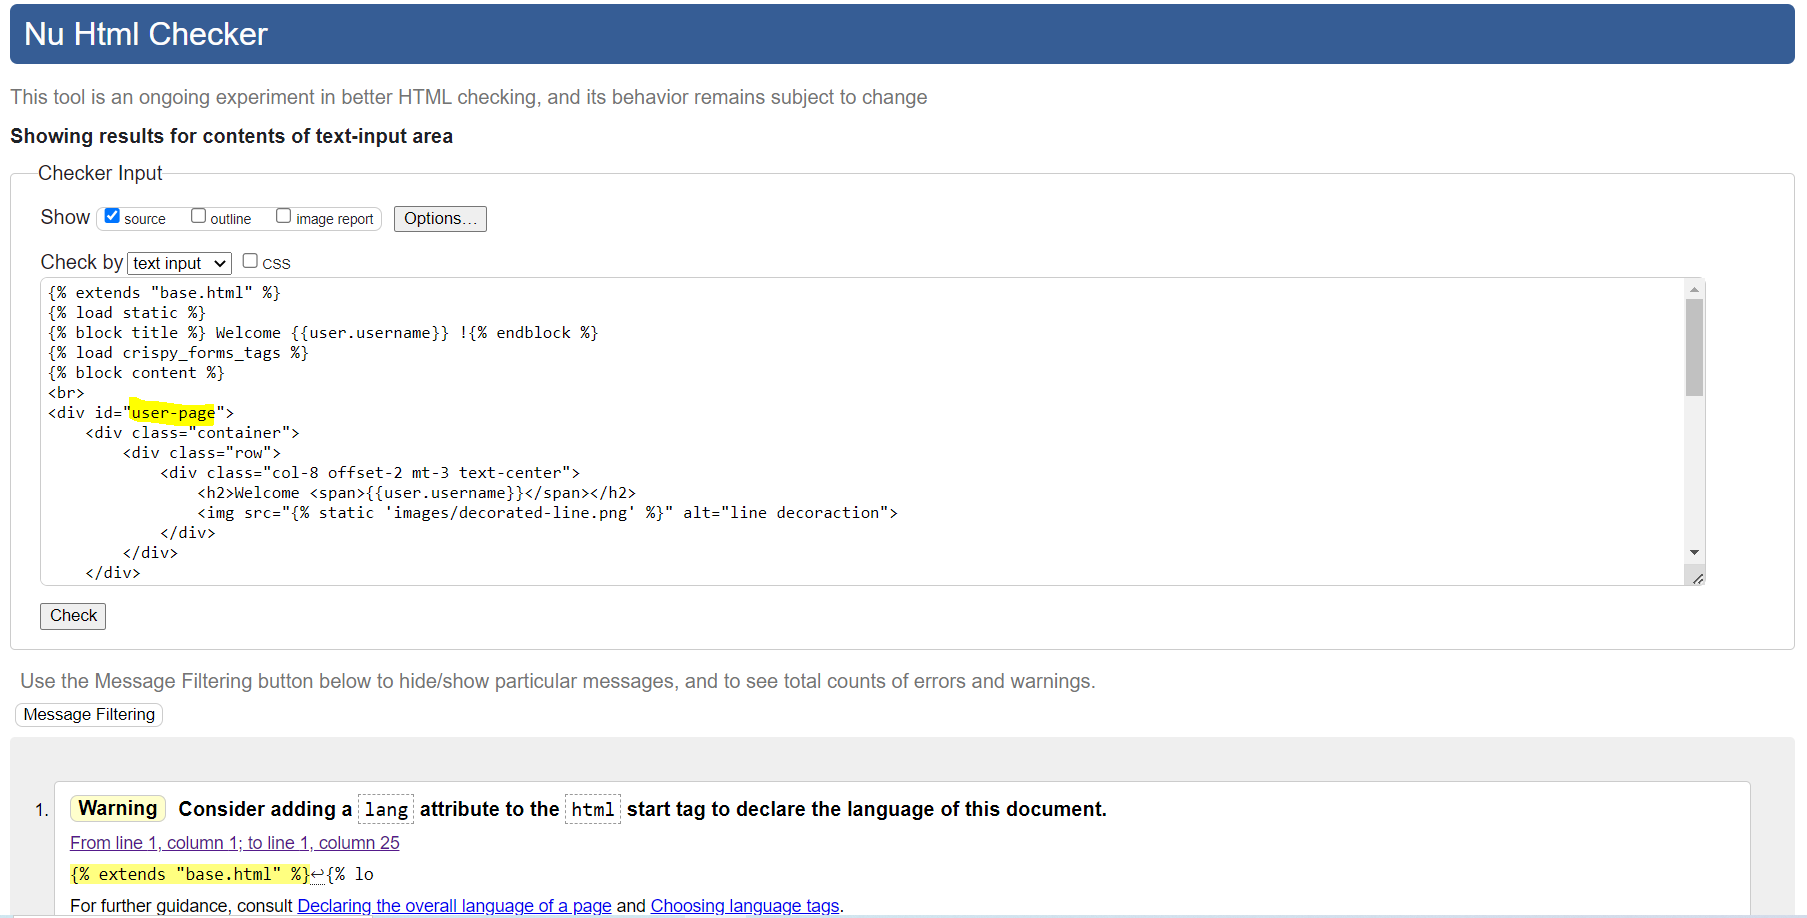 Nu Html Checker
This tool is an ongoing experiment in better HTML checking, and its behavior remains subject to change
Showing results for contents of text-input area
Checker Input
Show source outline image report Options...
Check by text input CSS
{% extends "base.html" %}
{% load static %}
{% block title %} Welcome {{user.username}} !{% endblock %}
{% load crispy_forms_tags %}
{% block content %}
<br>
<div id="user-page">
    <div class="container">
        <div class="row">
            <div class="col-8 offset-2 mt-3 text-center">
                <h2>Welcome <span>{{user.username}}</span></h2>
                <img src="{% static 'images/decorated-line.png' %}" alt="line decoraction">
            </div>
        </div>
    </div>
Check
Use the Message Filtering button below to hide/show particular messages, and to see total counts of errors and warnings.
Message Filtering
1. Warning Consider adding a lang attribute to the html start tag to declare the language of this document.
From line 1, column 1; to line 1, column 25
{% extends "base.html" %}↩{% lo
For further guidance, consult Declaring the overall language of a page and Choosing language tags.